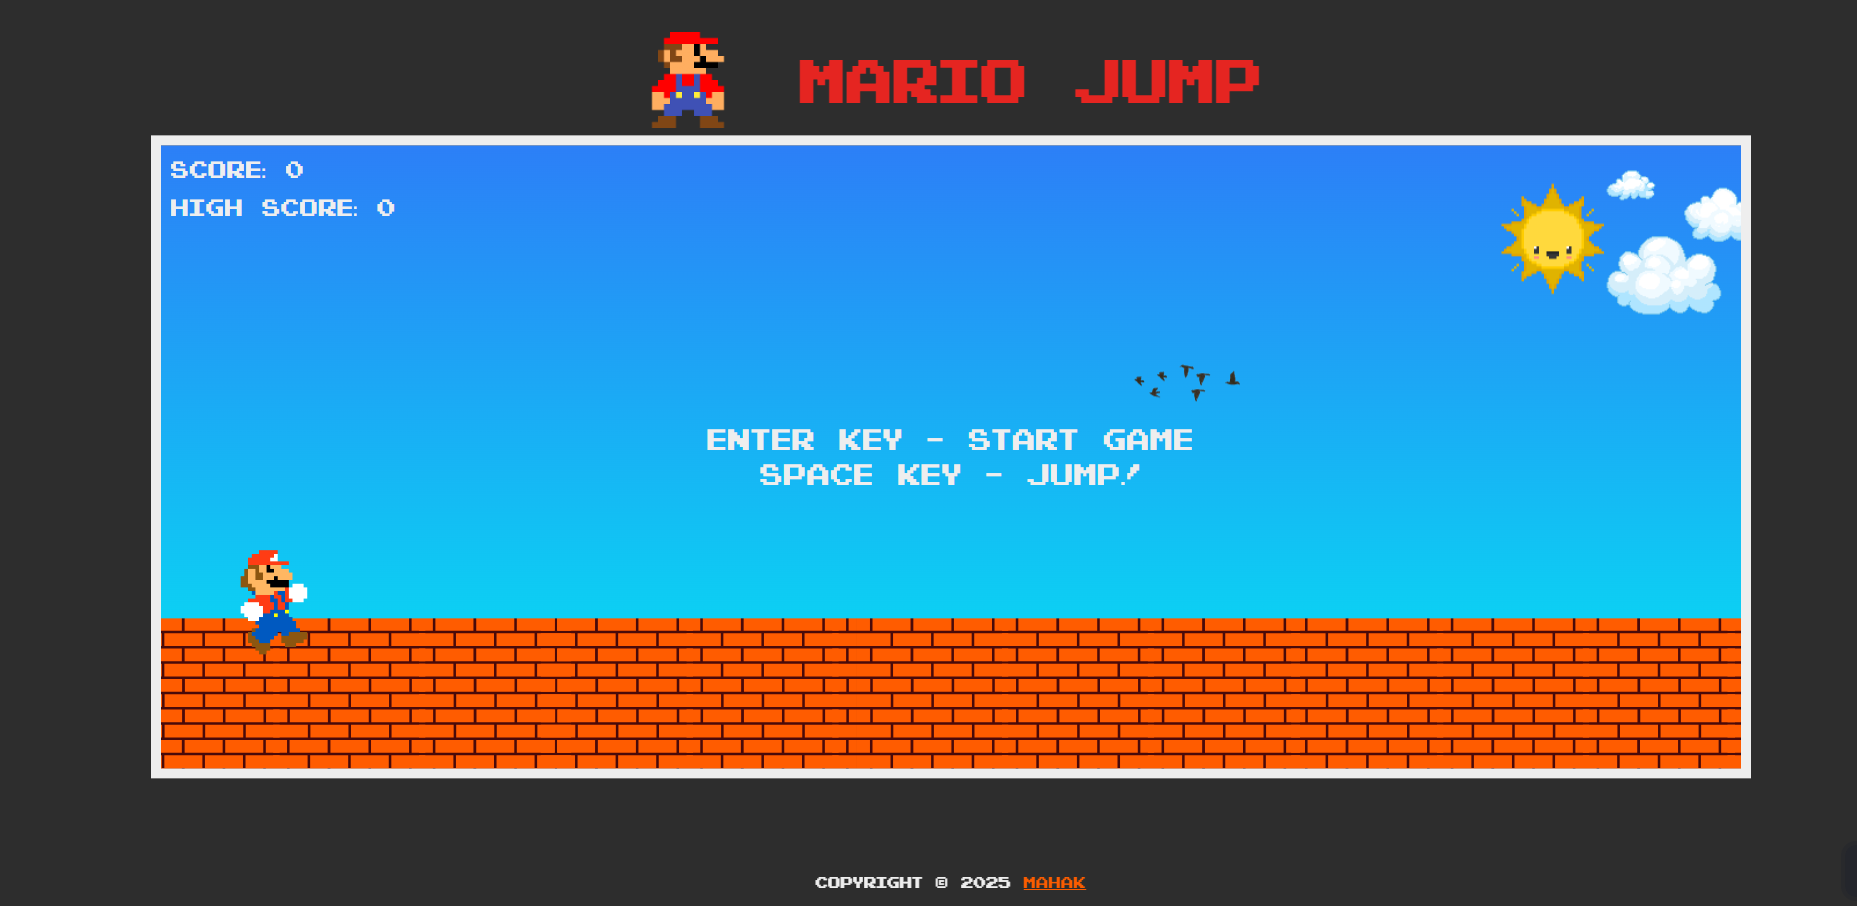 MARIO JUMP
SCORE: 0
HIGH SCORE: 0
ENTER KEY - START GAME
SPACE KEY - JUMP!
COPYRIGHT © 2025 MAHAK